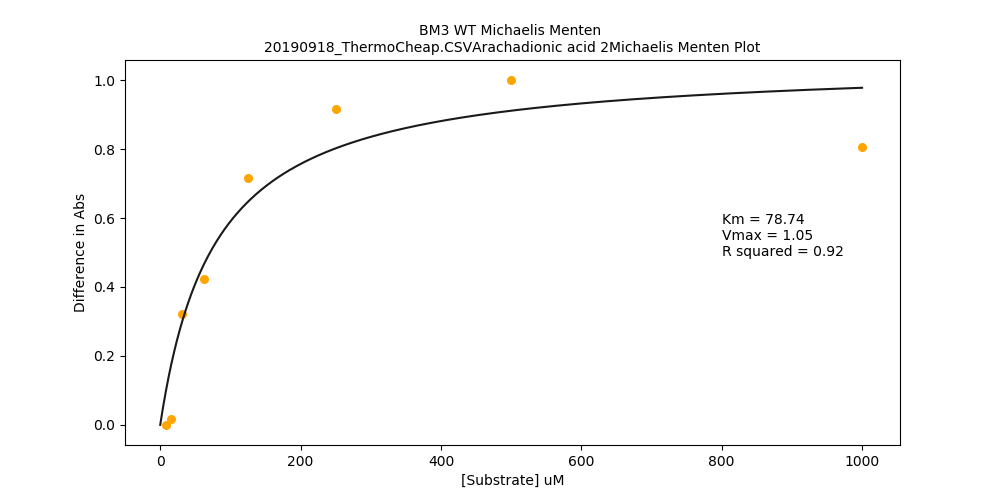 BM3 WT Michaelis Menten
20190918_ThermoCheap.CSVArachadionic acid 2Michaelis Menten Plot
1.0
0.8
0.6
0.4
0.2
0.0
Difference in Abs
Km = 78.74
Vmax = 1.05
R squared = 0.92
0 200 400 600 800 1000
[Substrate] uM